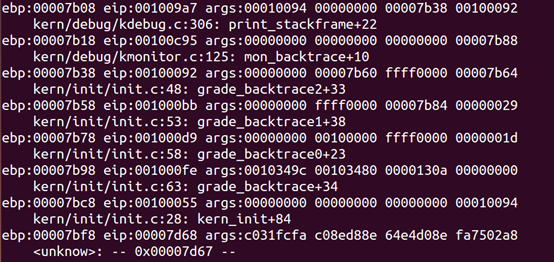 ebp:00007b08 eip:001009a7 args:00010094 00000000 00007b38 00100092
kern/debug/kdebug.c:306: print_stackframe+22
ebp:00007b18 eip:00100c95 args:00000000 00000000 00000000 00007b88
kern/debug/kmonitor.c:125: mon_backtrace+10
ebp:00007b38 eip:00100092 args:00000000 00007b60 ffff0000 00007b64
kern/init/init.c:48: grade_backtrace2+33
ebp:00007b58 eip:001000bb args:00000000 ffff0000 00007b84 00000029
kern/init/init.c:53: grade_backtrace1+38
ebp:00007b78 eip:001000d9 args:00000000 00100000 ffff0000 0000001d
kern/init/init.c:58: grade_backtrace0+23
ebp:00007b98 eip:001000fe args:0010349c 00103480 0000130a 00000000
kern/init/init.c:63: grade_backtrace+34
ebp:00007bc8 eip:00100055 args:00000000 00000000 00000000 00010094
kern/init/init.c:28: kern_init+84
ebp:00007bf8 eip:00007d68 args:c031fcfa c08ed88e 64e4d08e fa7502a8
<unknow>: -- 0x00007d67 --